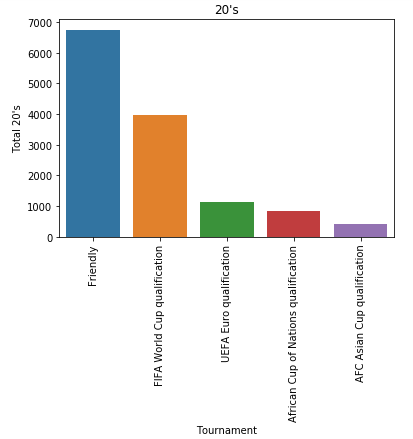 20's
Total 20's
7000
6000
5000
4000
3000
2000
1000
0
Friendly
FIFA World Cup qualification
UEFA Euro qualification
African Cup of Nations qualification
AFC Asian Cup qualification
Tournament